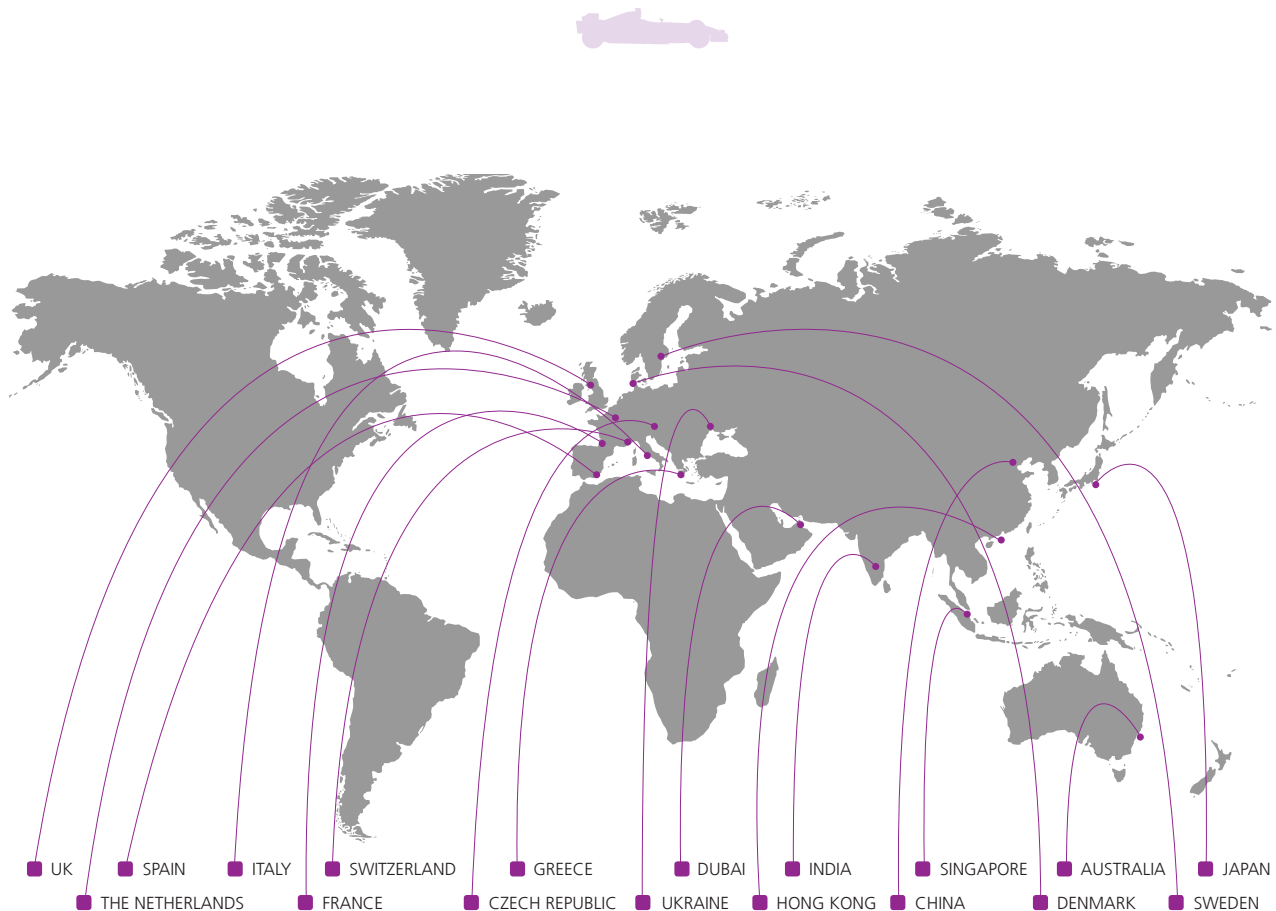 UK SPAIN ITALY SWITZERLAND GREECE DUBAI INDIA SINGAPORE AUSTRALIA JAPAN
THE NETHERLANDS FRANCE CZECH REPUBLIC UKRAINE HONG KONG CHINA DENMARK SWEDEN